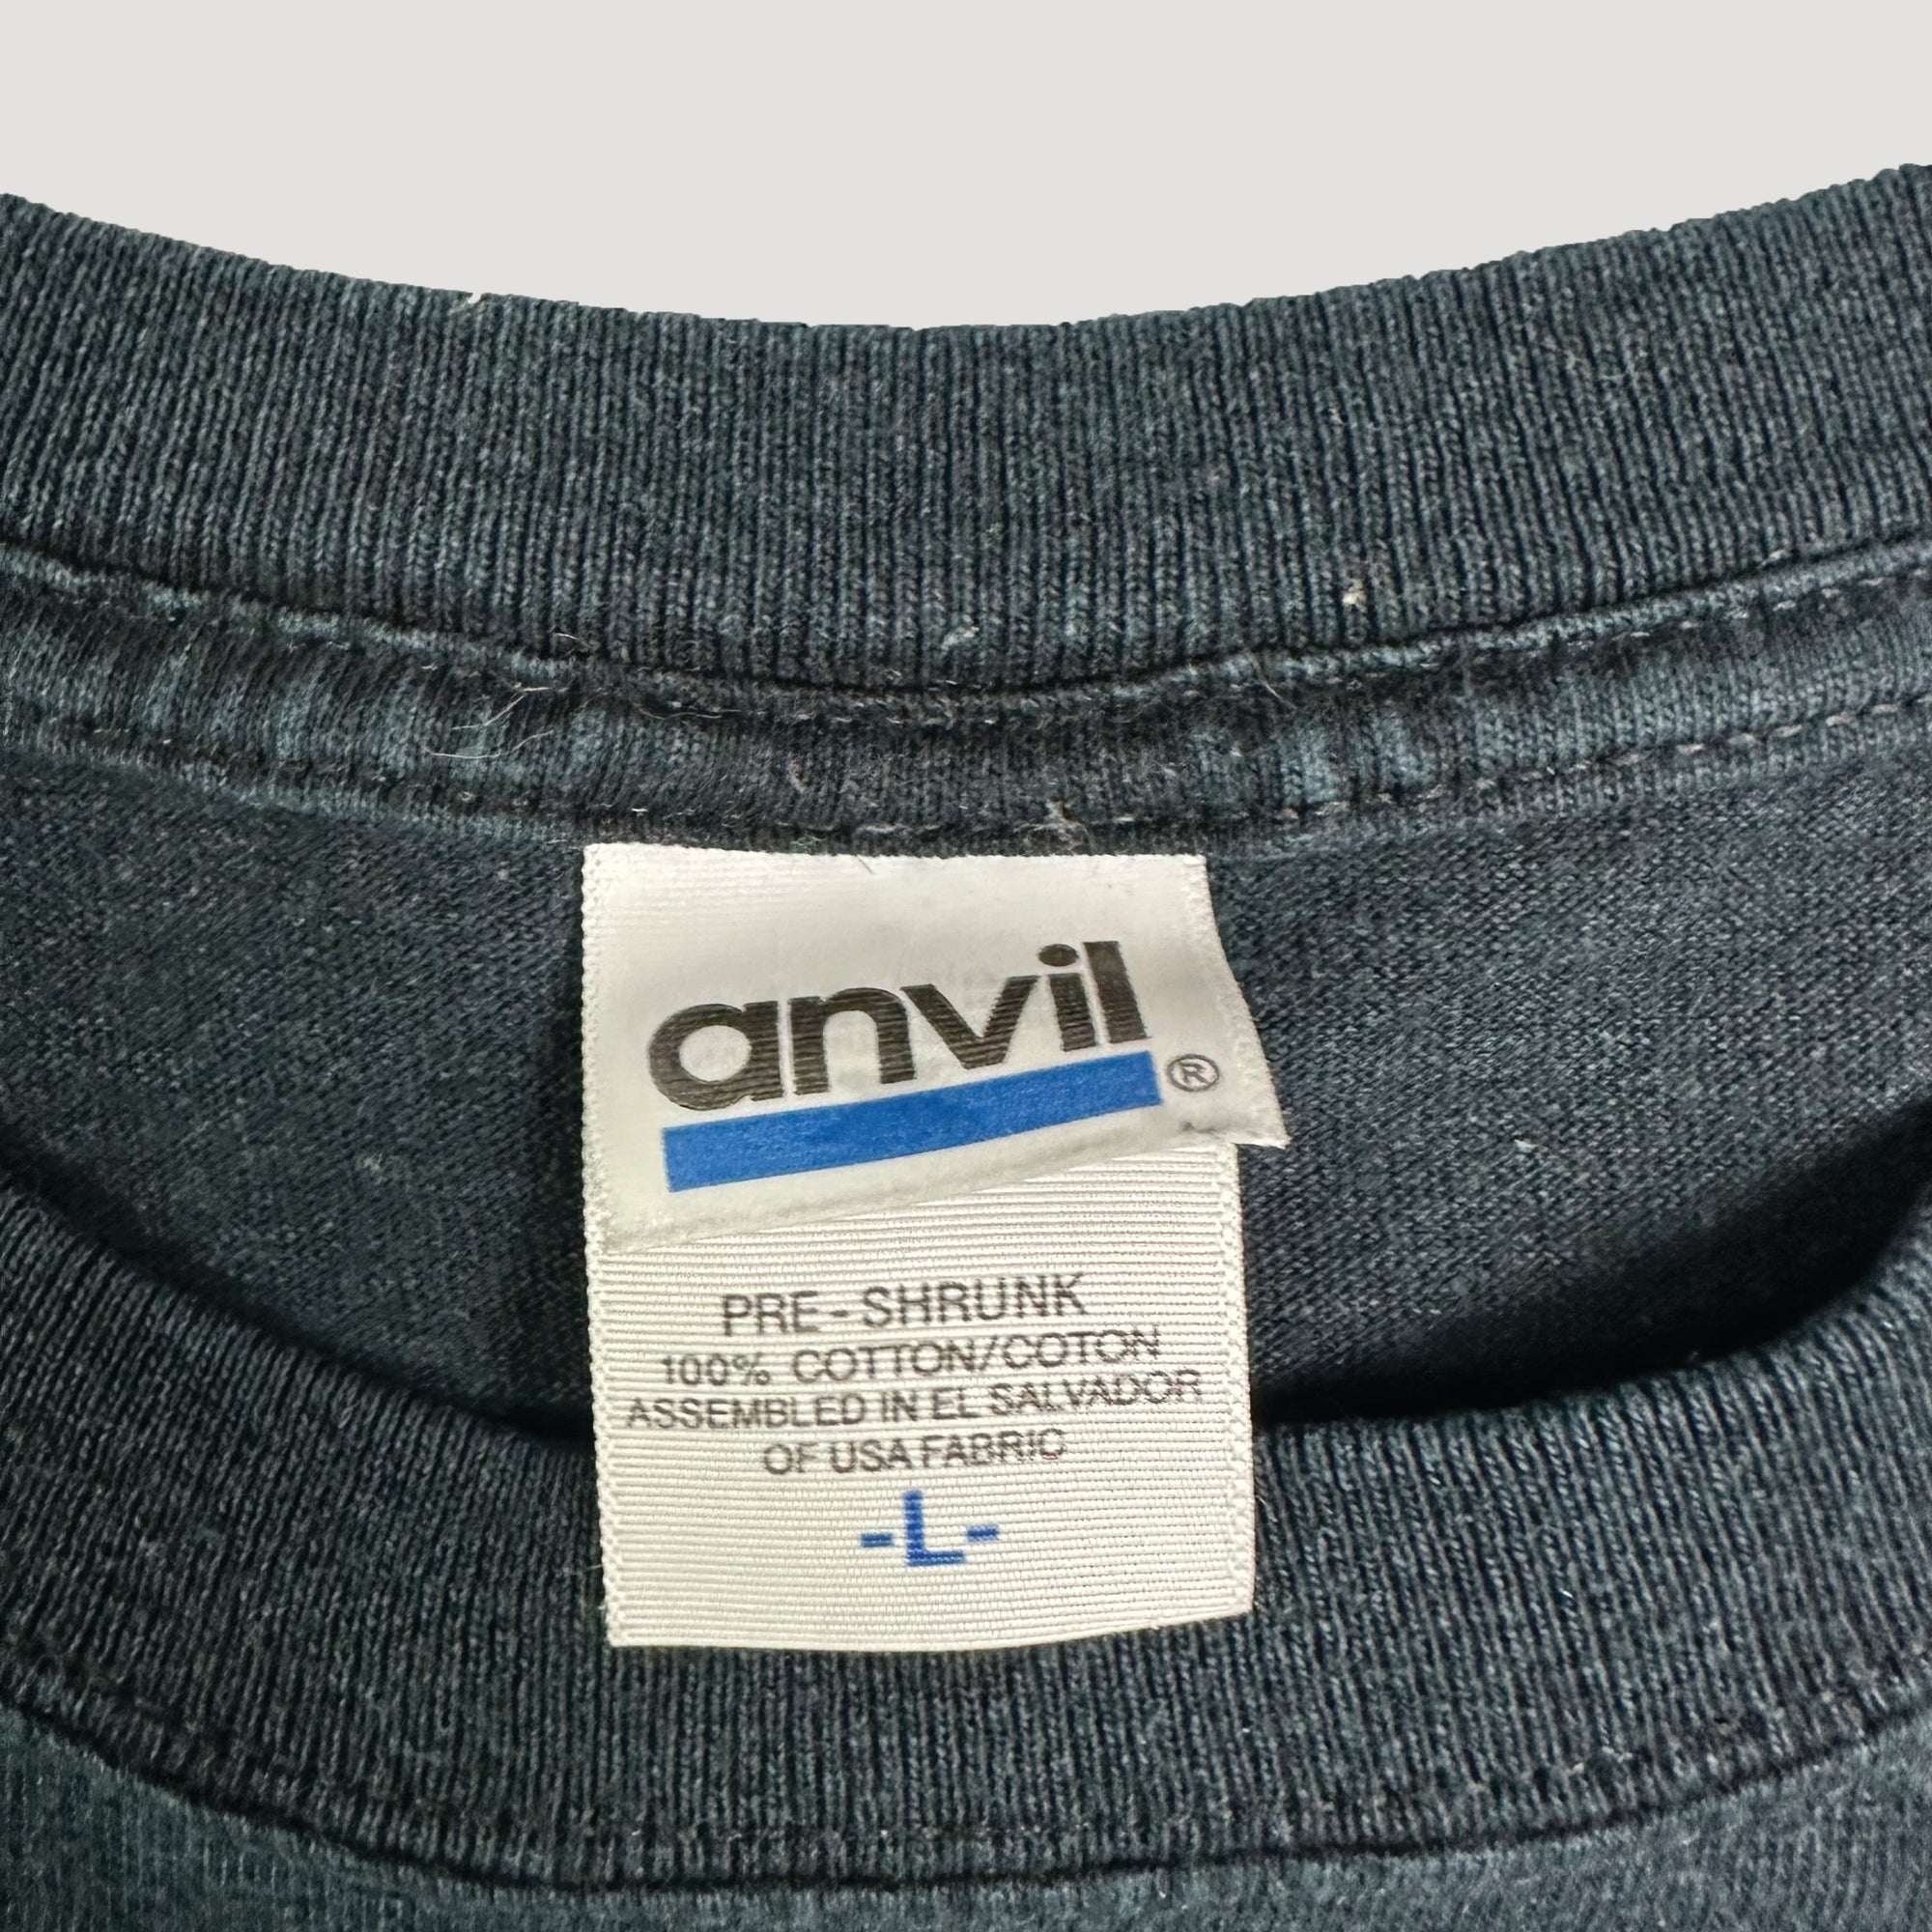 anvil®
PRE-SHRUNK
100% COTTON/COTON
ASSEMBLED IN EL SALVADOR
OF USA FABRIC
-L-